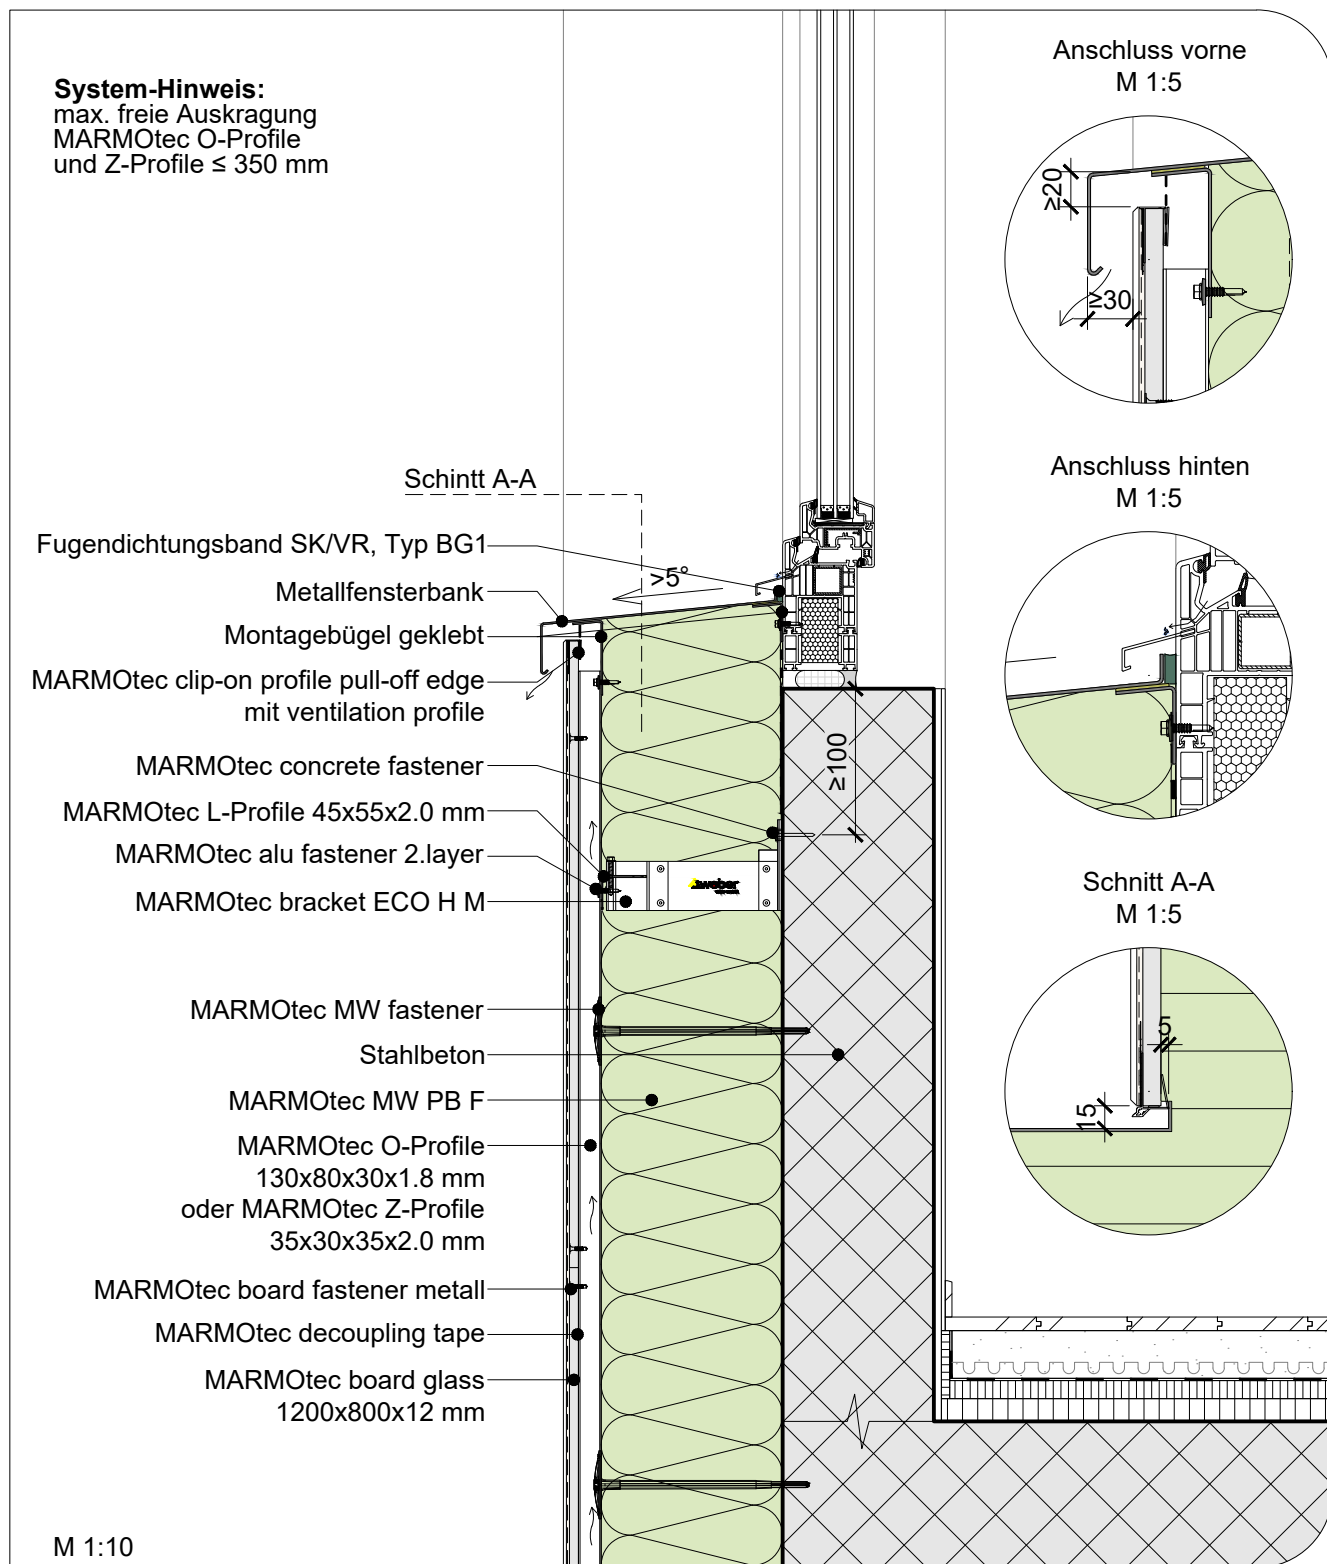 System-Hinweis:
max. freie Auskragung
MARMOtec O-Profile
und Z-Profile ≤ 350 mm
Anschluss vorne
M 1:5
≥20
≥30
Schintt A-A
Fugendichtungsband SK/VR, Typ BG1
>5°
Metallfensterbank
Montagebügel geklebt
MARMOtec clip-on profile pull-off edge
mit ventilation profile
MARMOtec concrete fastener
≥100
MARMOtec L-Profile 45x55x2.0 mm
MARMOtec alu fastener 2.layer
MARMOtec bracket ECO H M
weber
MARMOtec MW fastener
Stahlbeton
MARMOtec MW PB F
MARMOtec O-Profile
130x80x30x1.8 mm
oder MARMOtec Z-Profile
35x30x35x2.0 mm
MARMOtec board fastener metall
MARMOtec decoupling tape
MARMOtec board glass
1200x800x12 mm
Anschluss hinten
M 1:5
Schnitt A-A
M 1:5
5
15
M 1:10